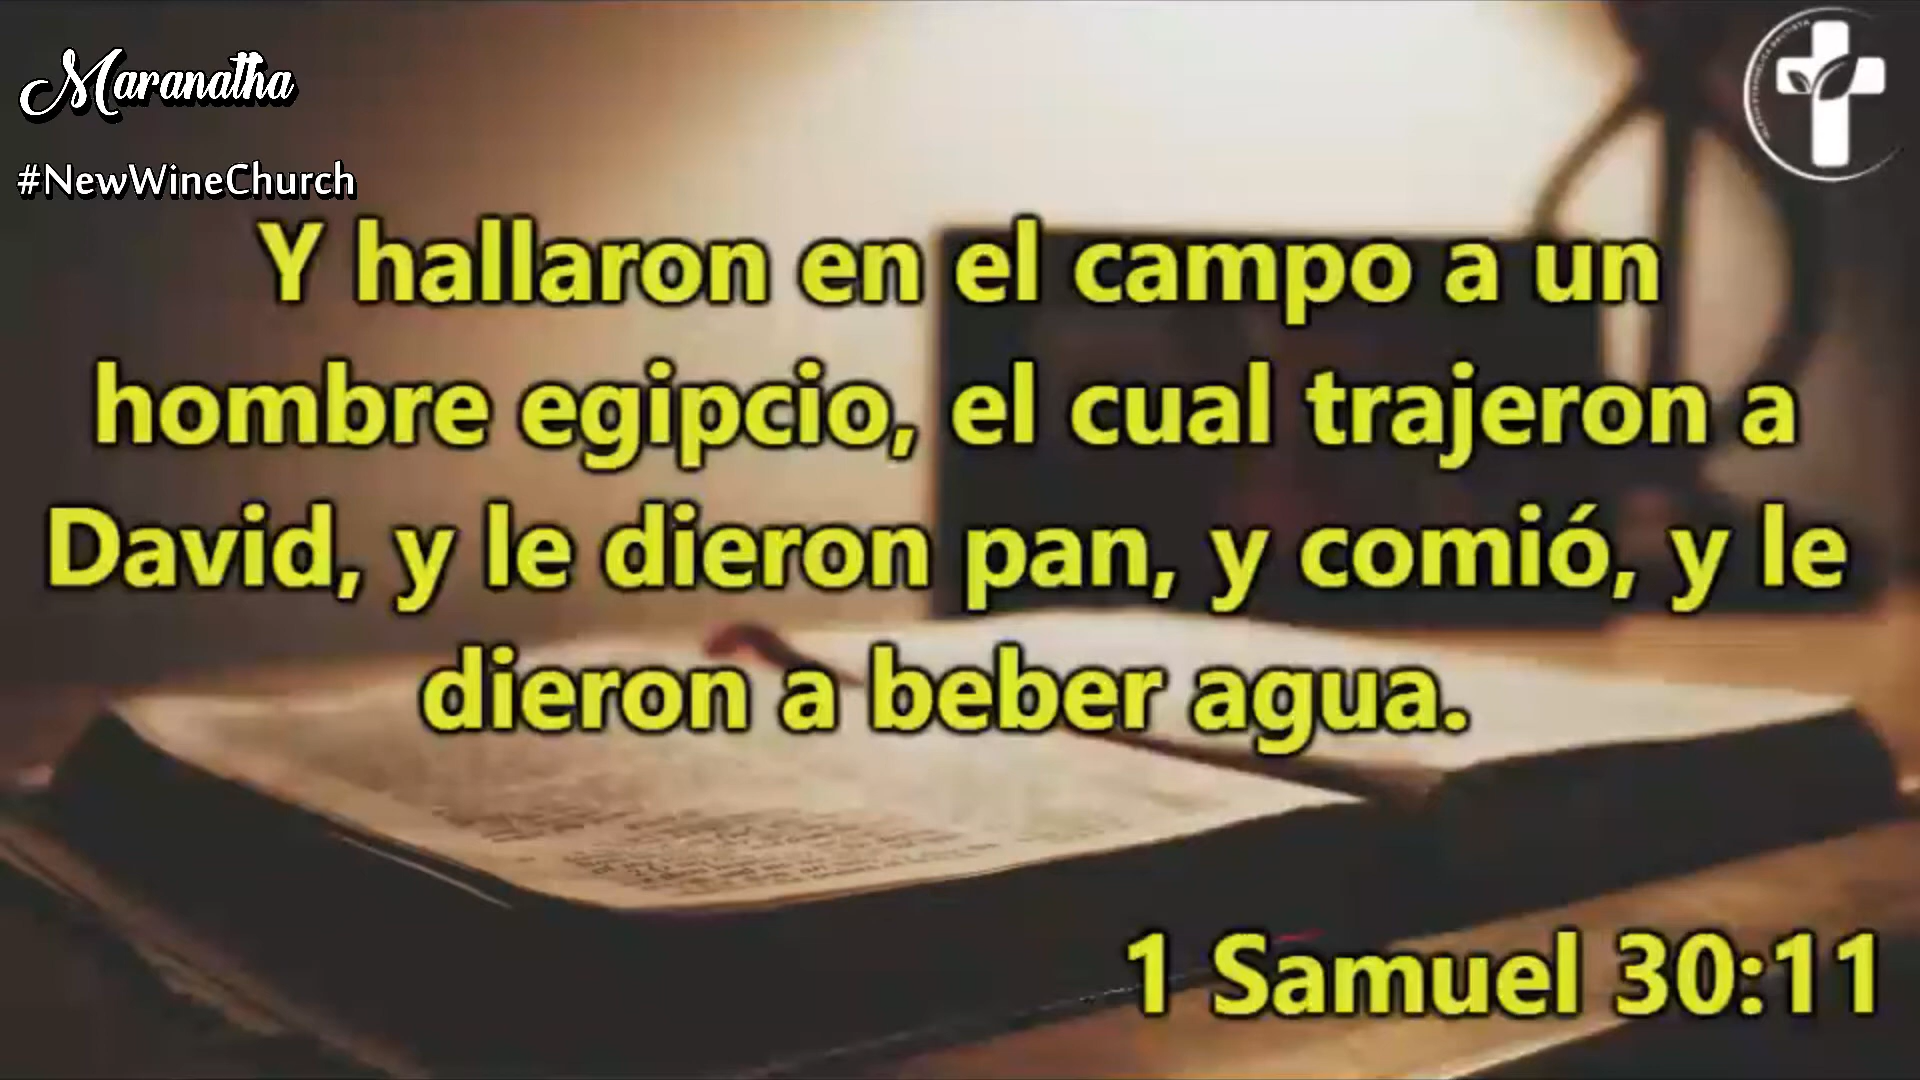 Maranatha
#NewWineChurch
Y hallaron en el campo a un
hombre egipcio, el cual trajeron a
David, y le dieron pan, y comió, y le
dieron a beber agua.
1 Samuel 30:11